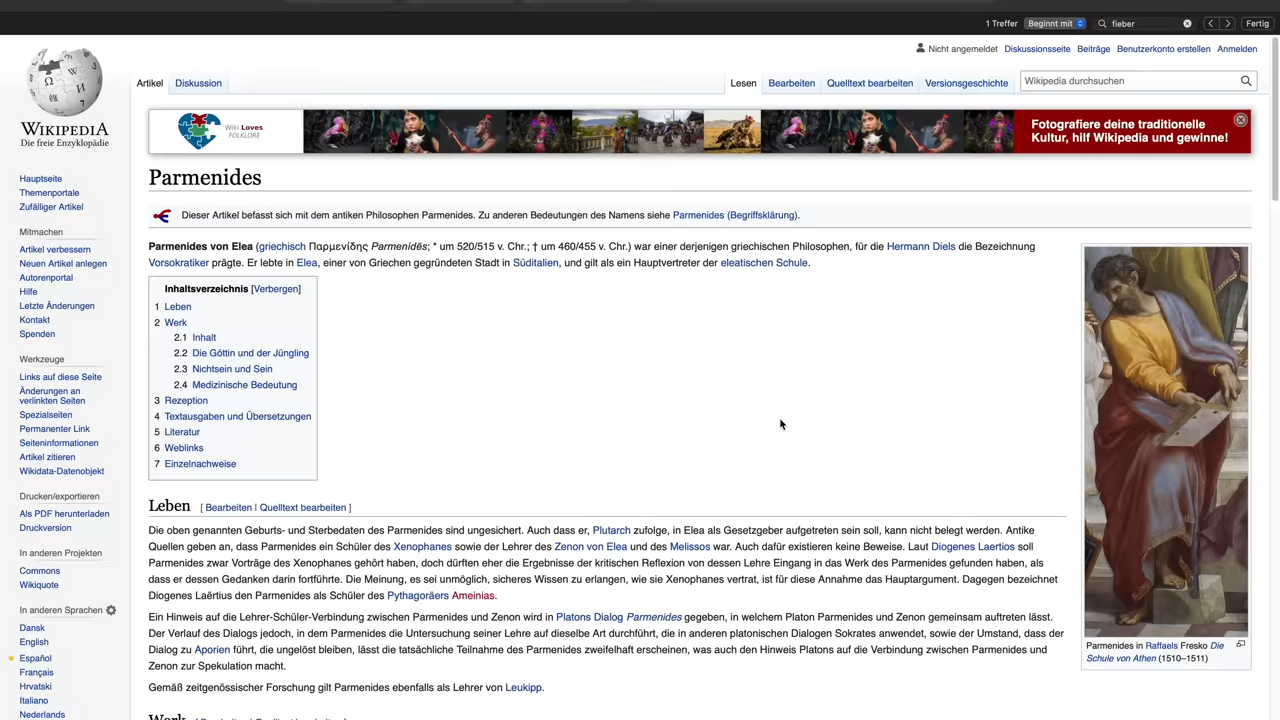 1 Treffer Beginnt mit fieber Fertig
Nicht angemeldet Diskussionsseite Beiträge Benutzerkonto erstellen Anmelden
Artikel Diskussion Lesen Bearbeiten Quelltext bearbeiten Versionsgeschichte Wikipedia durchsuchen
WIKIPEDIA
Die freie Enzyklopädie
Hauptseite
Themenportale
Zufälliger Artikel
Mitmachen
Artikel verbessern
Neuen Artikel anlegen
Autorenportal
Hilfe
Letzte Änderungen
Kontakt
Spenden
Werkzeuge
Links auf diese Seite
Änderungen an
verlinkten Seiten
Spezialseiten
Permanenter Link
Seiteninformationen
Artikel zitieren
Wikidata-Datenobjekt
Drucken/exportieren
Als PDF herunterladen
Druckversion
In anderen Projekten
Commons
Wikiquote
In anderen Sprachen
Dansk
English
Español
Français
Hrvatski
Italiano
Nederlands
Wiki Loves
FOLKLORE
Fotografiere deine traditionelle
Kultur, hilf Wikipedia und gewinne!
Parmenides
Dieser Artikel befasst sich mit dem antiken Philosophen Parmenides. Zu anderen Bedeutungen des Namens siehe Parmenides (Begriffsklärung).
Parmenides von Elea (griechisch Παρμενίδης Parmenídēs; * um 520/515 v. Chr.; † um 460/455 v. Chr.) war einer derjenigen griechischen Philosophen, für die Hermann Diels die Bezeichnung
Vorsokratiker prägte. Er lebte in Elea, einer von Griechen gegründeten Stadt in Süditalien, und gilt als ein Hauptvertreter der eleatischen Schule.
Inhaltsverzeichnis [Verbergen]
1 Leben
2 Werk
2.1 Inhalt
2.2 Die Göttin und der Jüngling
2.3 Nichtsein und Sein
2.4 Medizinische Bedeutung
3 Rezeption
4 Textausgaben und Übersetzungen
5 Literatur
6 Weblinks
7 Einzelnachweise
Leben [ Bearbeiten | Quelltext bearbeiten ]
Die oben genannten Geburts- und Sterbedaten des Parmenides sind ungesichert. Auch dass er, Plutarch zufolge, in Elea als Gesetzgeber aufgetreten sein soll, kann nicht belegt werden. Antike
Quellen geben an, dass Parmenides ein Schüler des Xenophanes sowie der Lehrer des Zenon von Elea und des Melissos war. Auch dafür existieren keine Beweise. Laut Diogenes Laertios soll
Parmenides zwar Vorträge des Xenophanes gehört haben, doch dürften eher die Ergebnisse der kritischen Reflexion von dessen Lehre Eingang in das Werk des Parmenides gefunden haben, als
dass er dessen Gedanken darin fortführte. Die Meinung, es sei unmöglich, sicheres Wissen zu erlangen, wie sie Xenophanes vertrat, ist für diese Annahme das Hauptargument. Dagegen bezeichnet
Diogenes Laërtius den Parmenides als Schüler des Pythagoräers Ameinias.
Ein Hinweis auf die Lehrer-Schüler-Verbindung zwischen Parmenides und Zenon wird in Platons Dialog Parmenides gegeben, in welchem Platon Parmenides und Zenon gemeinsam auftreten lässt.
Der Verlauf des Dialogs jedoch, in dem Parmenides die Untersuchung seiner Lehre auf dieselbe Art durchführt, die in anderen platonischen Dialogen Sokrates anwendet, sowie der Umstand, dass der
Dialog zu Aporien führt, die ungelöst bleiben, lässt die tatsächliche Teilnahme des Parmenides zweifelhaft erscheinen, was auch den Hinweis Platons auf die Verbindung zwischen Parmenides und
Zenon zur Spekulation macht.
Gemäß zeitgenössischer Forschung gilt Parmenides ebenfalls als Lehrer von Leukipp.
Parmenides in Raffaels Fresko Die
Schule von Athen (1510–1511)